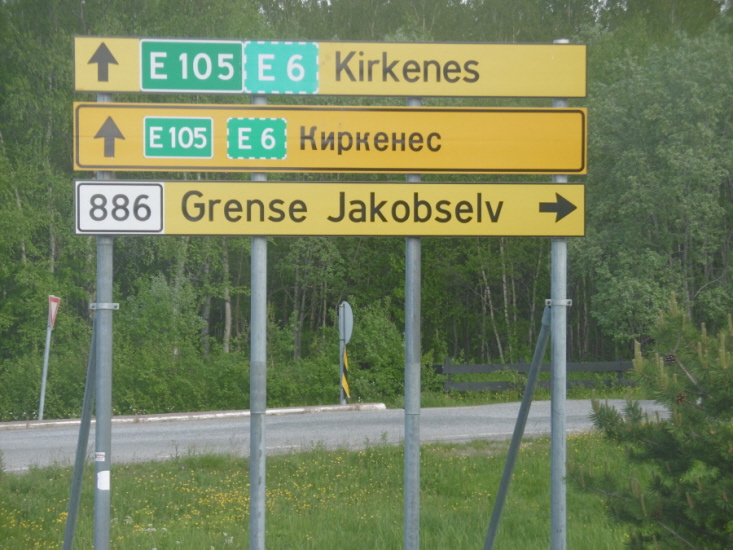 E 105 E 6 Kirkenes
E 105 E 6 Киркенес
886 Grense Jakobselv